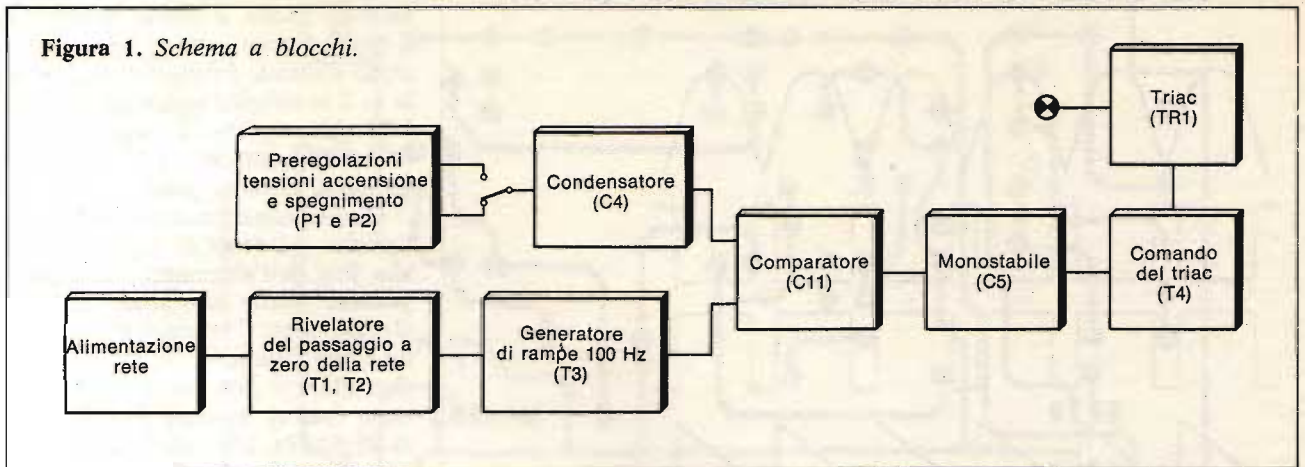 Figura 1. Schema a blocchi.
Triac
(TR1)
Preregolazioni
tensioni accensione
e spegnimento
(P1 e P2)
Condensatore
(C4)
Comparatore
(C11)
Monostabile
(C5)
Comando
del triac
(T4)
Alimentazione
rete
Rivelatore
del passaggio a
zero della rete
(T1, T2)
Generatore
di rampe 100 Hz
(T3)